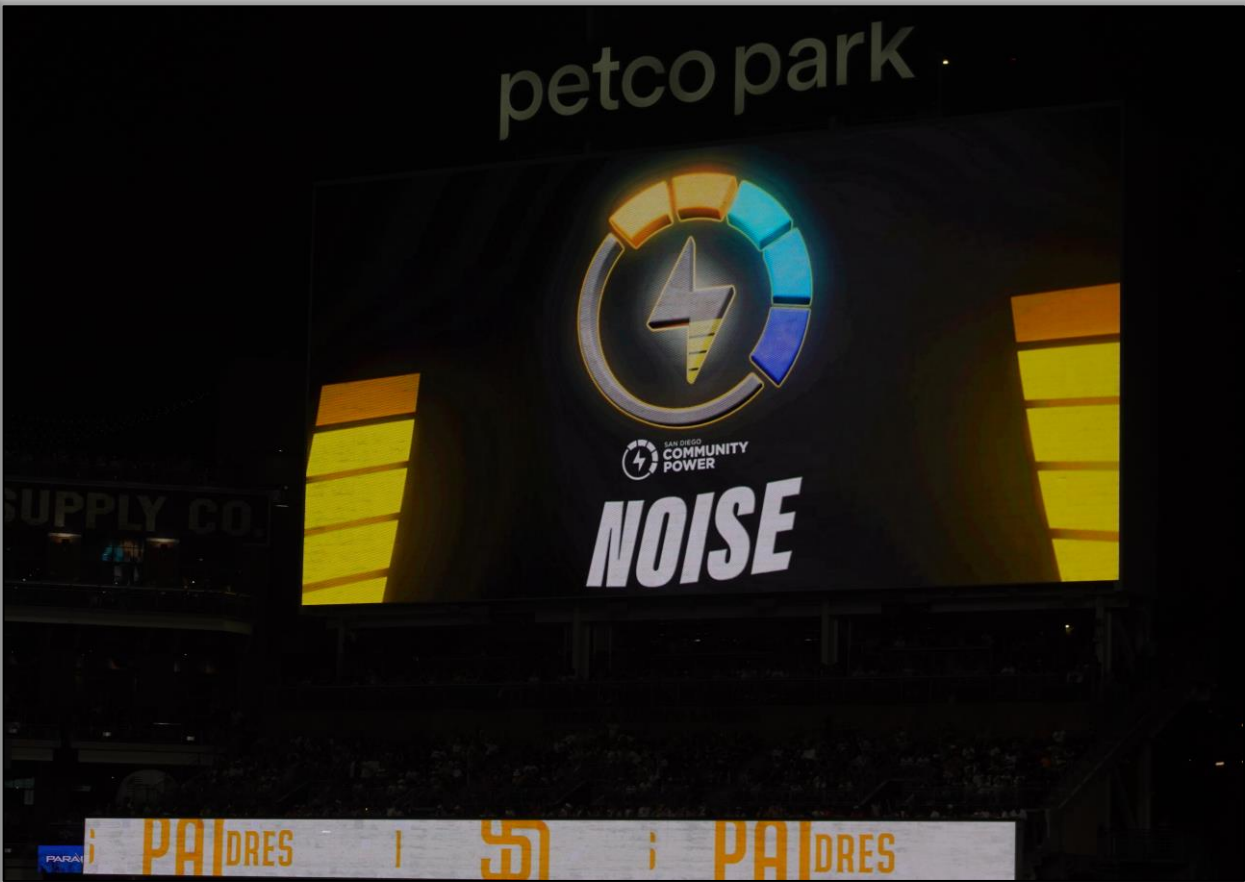 petco park
SAN DIEGO
COMMUNITY
POWER
NOISE
SUPPLY CO.
PADRES SD PADRES